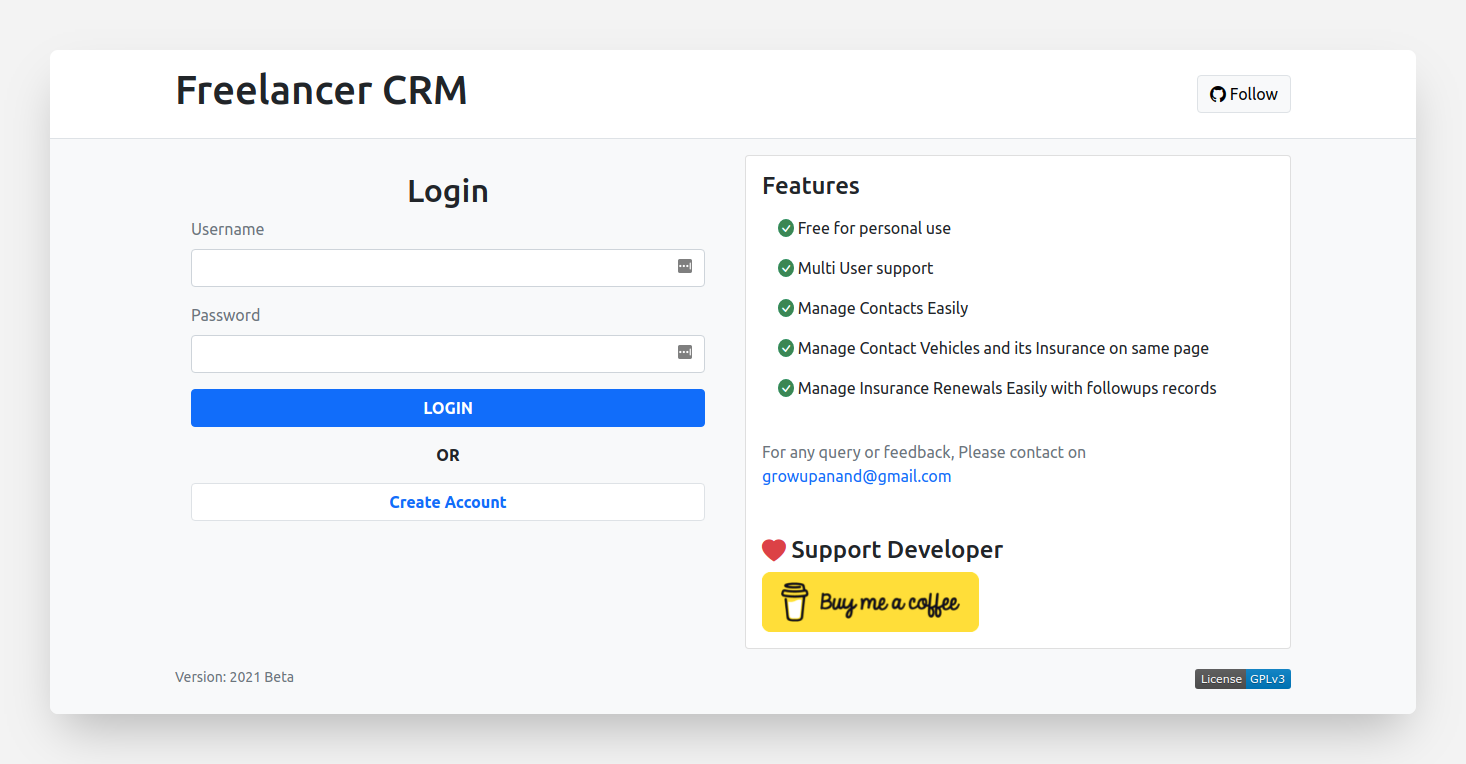 Freelancer CRM
Follow
Login
Username
Password
LOGIN
OR
Create Account
Features
Free for personal use
Multi User support
Manage Contacts Easily
Manage Contact Vehicles and its Insurance on same page
Manage Insurance Renewals Easily with followups records
For any query or feedback, Please contact on
growupanand@gmail.com
Support Developer
Buy me a coffee
Version: 2021 Beta
License GPLv3